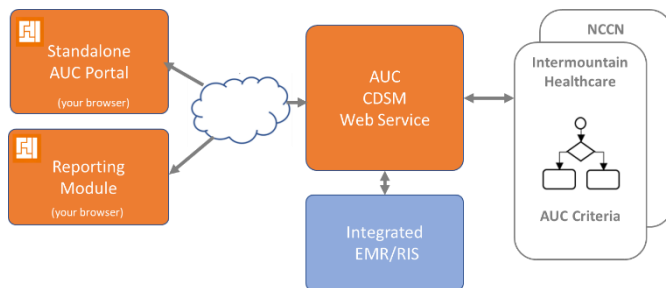 Standalone
AUC Portal
(your browser)
Reporting
Module
(your browser)
AUC
CDSM
Web Service
Integrated
EMR/RIS
NCCN
Intermountain
Healthcare
AUC Criteria